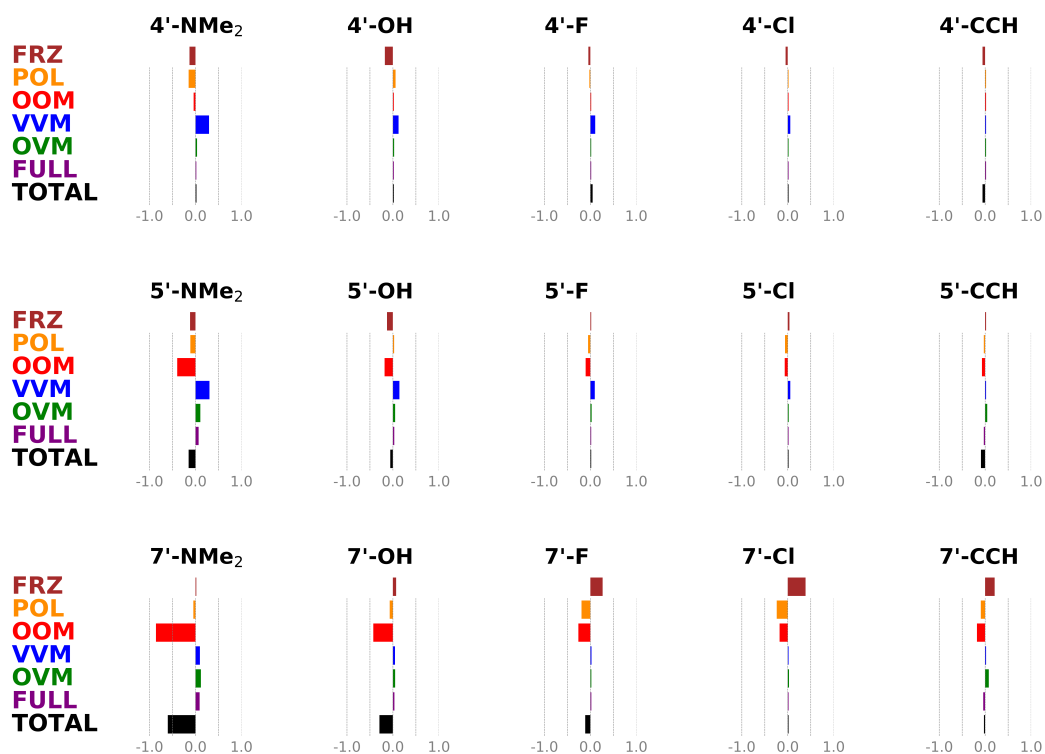 4'-NMe₂ 4'-OH 4'-F 4'-Cl 4'-CCH
FRZ
POL
OOM
VVM
OVM
FULL
TOTAL
-1.0 0.0 1.0 -1.0 0.0 1.0 -1.0 0.0 1.0 -1.0 0.0 1.0 -1.0 0.0 1.0
5'-NMe₂ 5'-OH 5'-F 5'-Cl 5'-CCH
FRZ
POL
OOM
VVM
OVM
FULL
TOTAL
-1.0 0.0 1.0 -1.0 0.0 1.0 -1.0 0.0 1.0 -1.0 0.0 1.0 -1.0 0.0 1.0
7'-NMe₂ 7'-OH 7'-F 7'-Cl 7'-CCH
FRZ
POL
OOM
VVM
OVM
FULL
TOTAL
-1.0 0.0 1.0 -1.0 0.0 1.0 -1.0 0.0 1.0 -1.0 0.0 1.0 -1.0 0.0 1.0